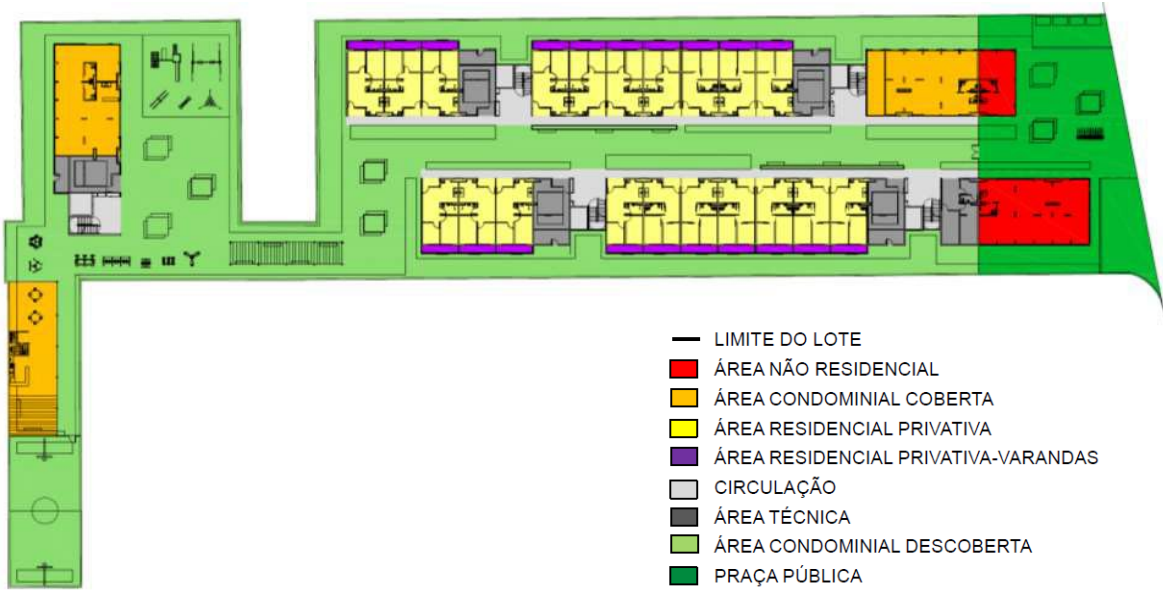 LIMITE DO LOTE
ÁREA NÃO RESIDENCIAL
ÁREA CONDOMINIAL COBERTA
ÁREA RESIDENCIAL PRIVATIVA
ÁREA RESIDENCIAL PRIVATIVA-VARANDAS
CIRCULAÇÃO
ÁREA TÉCNICA
ÁREA CONDOMINIAL DESCOBERTA
PRAÇA PÚBLICA